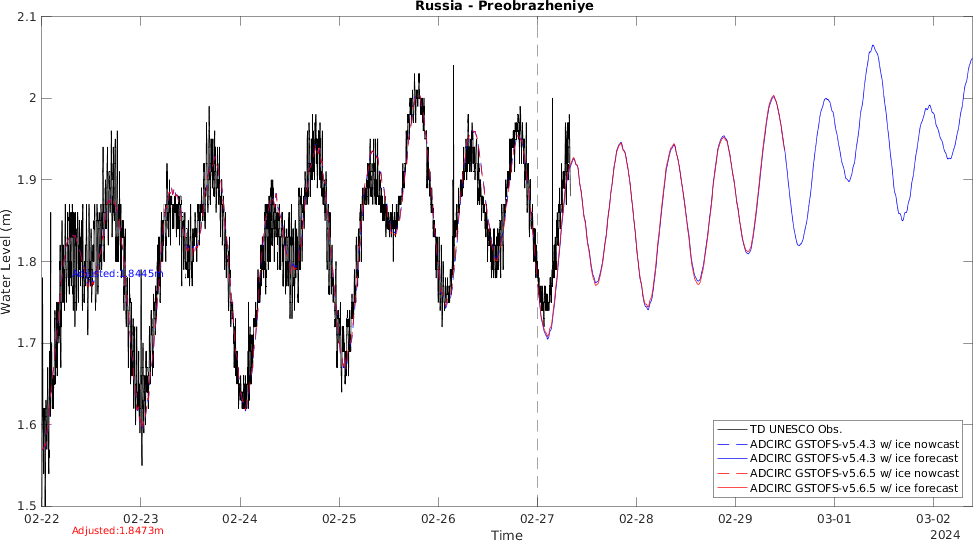 Russia - Preobrazheniye
2.1
2
1.9
1.8
1.7
1.6
1.5
Water Level (m)
Adjusted:1.8445m
TD UNESCO Obs.
ADCIRC GSTOFS-v5.4.3 w/ ice nowcast
ADCIRC GSTOFS-v5.4.3 w/ ice forecast
ADCIRC GSTOFS-v5.6.5 w/ ice nowcast
ADCIRC GSTOFS-v5.6.5 w/ ice forecast
02-22 02-23 02-24 02-25 02-26 02-27 02-28 02-29 03-01 03-02
Adjusted:1.8473m
Time
2024